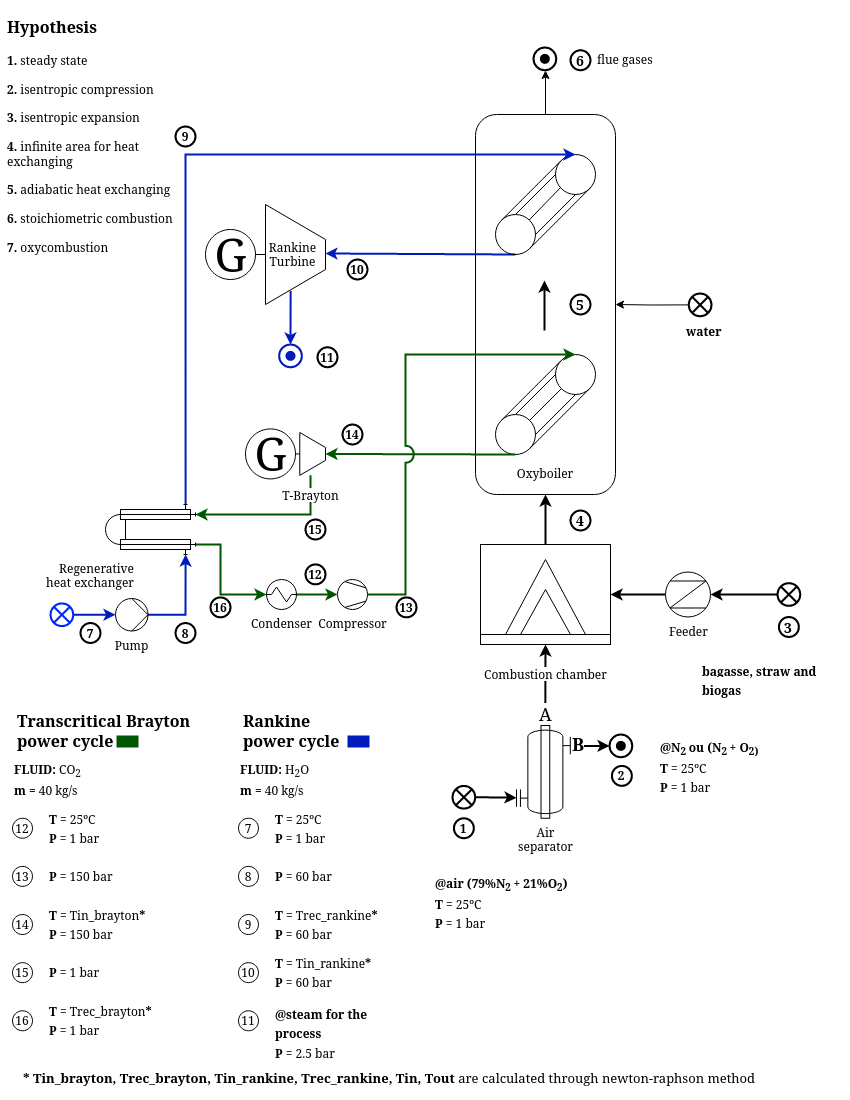 Hypothesis
1. steady state
2. isentropic compression
3. isentropic expansion
4. infinite area for heat
exchanging
5. adiabatic heat exchanging
6. stoichiometric combustion
7. oxycombustion
6 flue gases
9
G
Rankine
Turbine
10
5
water
11
14
G
T-Brayton
Oxyboiler
15
4
Regenerative
heat exchanger
12
16
Condenser
Compressor
13
7
Pump
8
Feeder
3
Combustion chamber
bagasse, straw and
biogas
A
B
2
1
Air
separator
@N2 ou (N2 + O2)
T = 25°C
P = 1 bar
@air (79%N2 + 21%O2)
T = 25°C
P = 1 bar
Transcritical Brayton
power cycle
FLUID: CO2
m = 40 kg/s
12 T = 25ºC
P = 1 bar
13 P = 150 bar
14 T = Tin_brayton*
P = 150 bar
15 P = 1 bar
16 T = Trec_brayton*
P = 1 bar
Rankine
power cycle
FLUID: H2O
m = 40 kg/s
7 T = 25ºC
P = 1 bar
8 P = 60 bar
9 T = Trec_rankine*
P = 60 bar
10 T = Tin_rankine*
P = 60 bar
11 @steam for the
process
P = 2.5 bar
* Tin_brayton, Trec_brayton, Tin_rankine, Trec_rankine, Tin, Tout are calculated through newton-raphson method